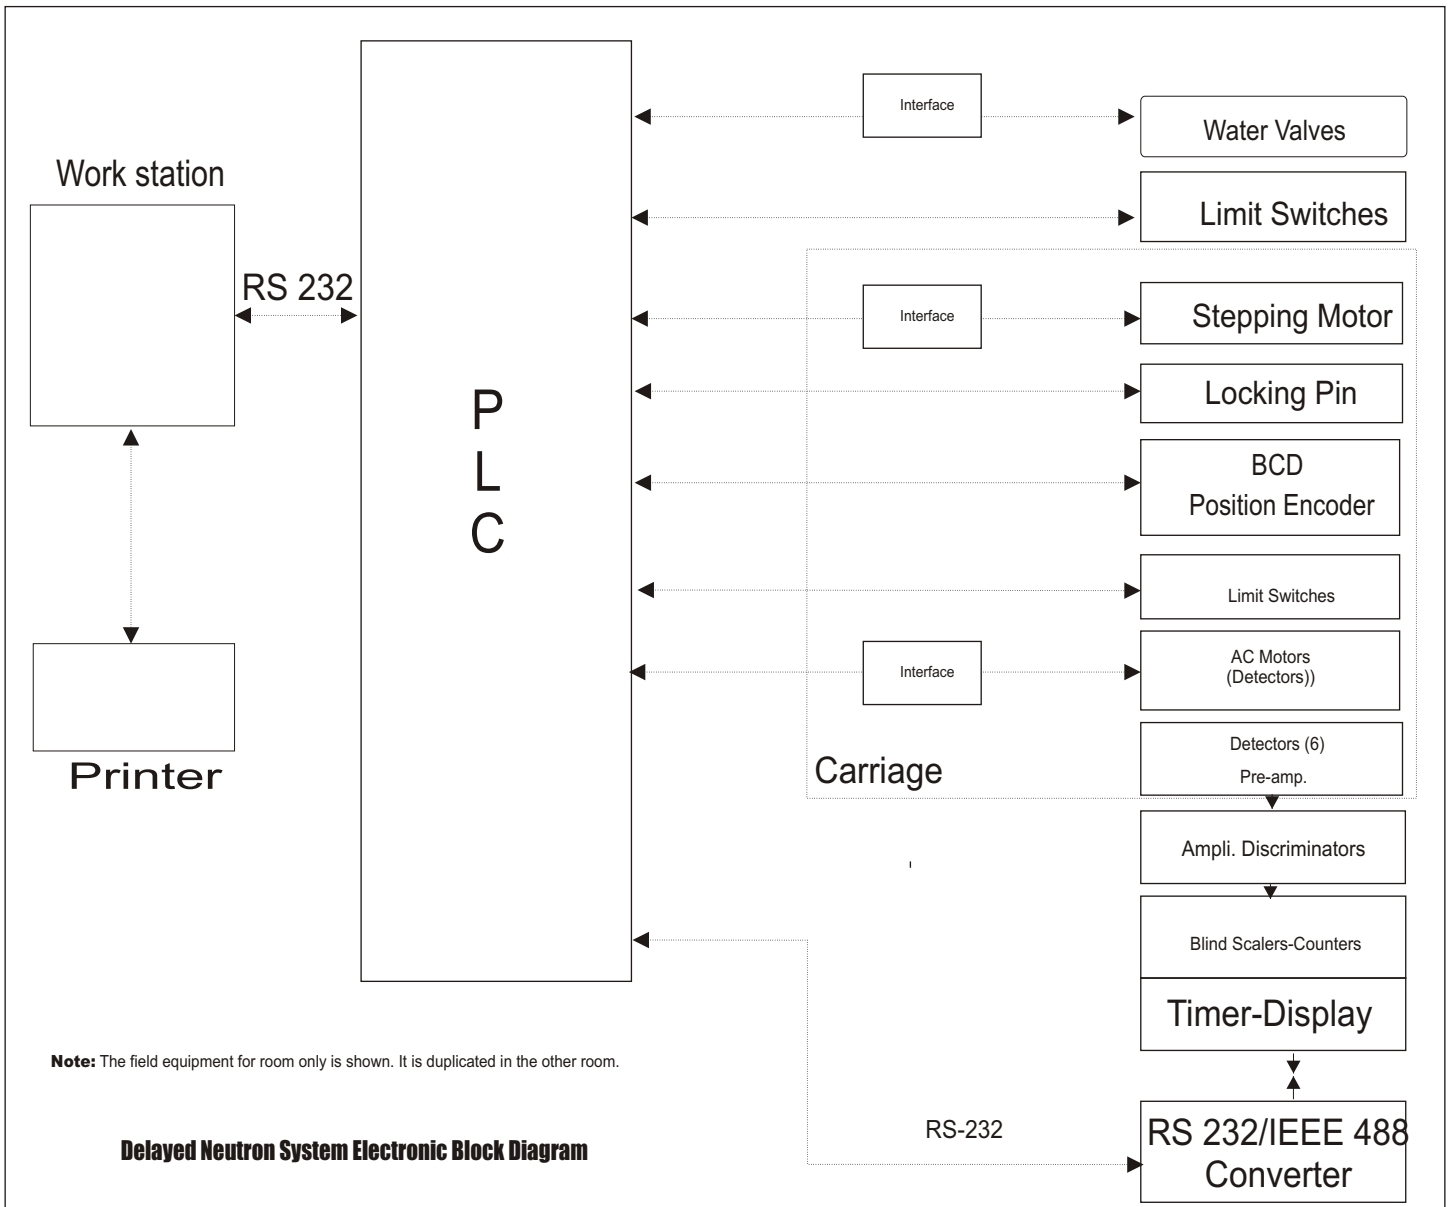 Interface
Water Valves
Work station
Limit Switches
RS 232
Interface
Stepping Motor
P
L
C
Locking Pin
BCD
Position Encoder
Limit Switches
Interface
AC Motors
(Detectors))
Printer
Carriage
Detectors (6)
Pre-amp.
Ampli. Discriminators
Blind Scalers-Counters
Timer-Display
Note: The field equipment for room only is shown. It is duplicated in the other room.
RS-232
RS 232/IEEE 488
Converter
Delayed Neutron System Electronic Block Diagram